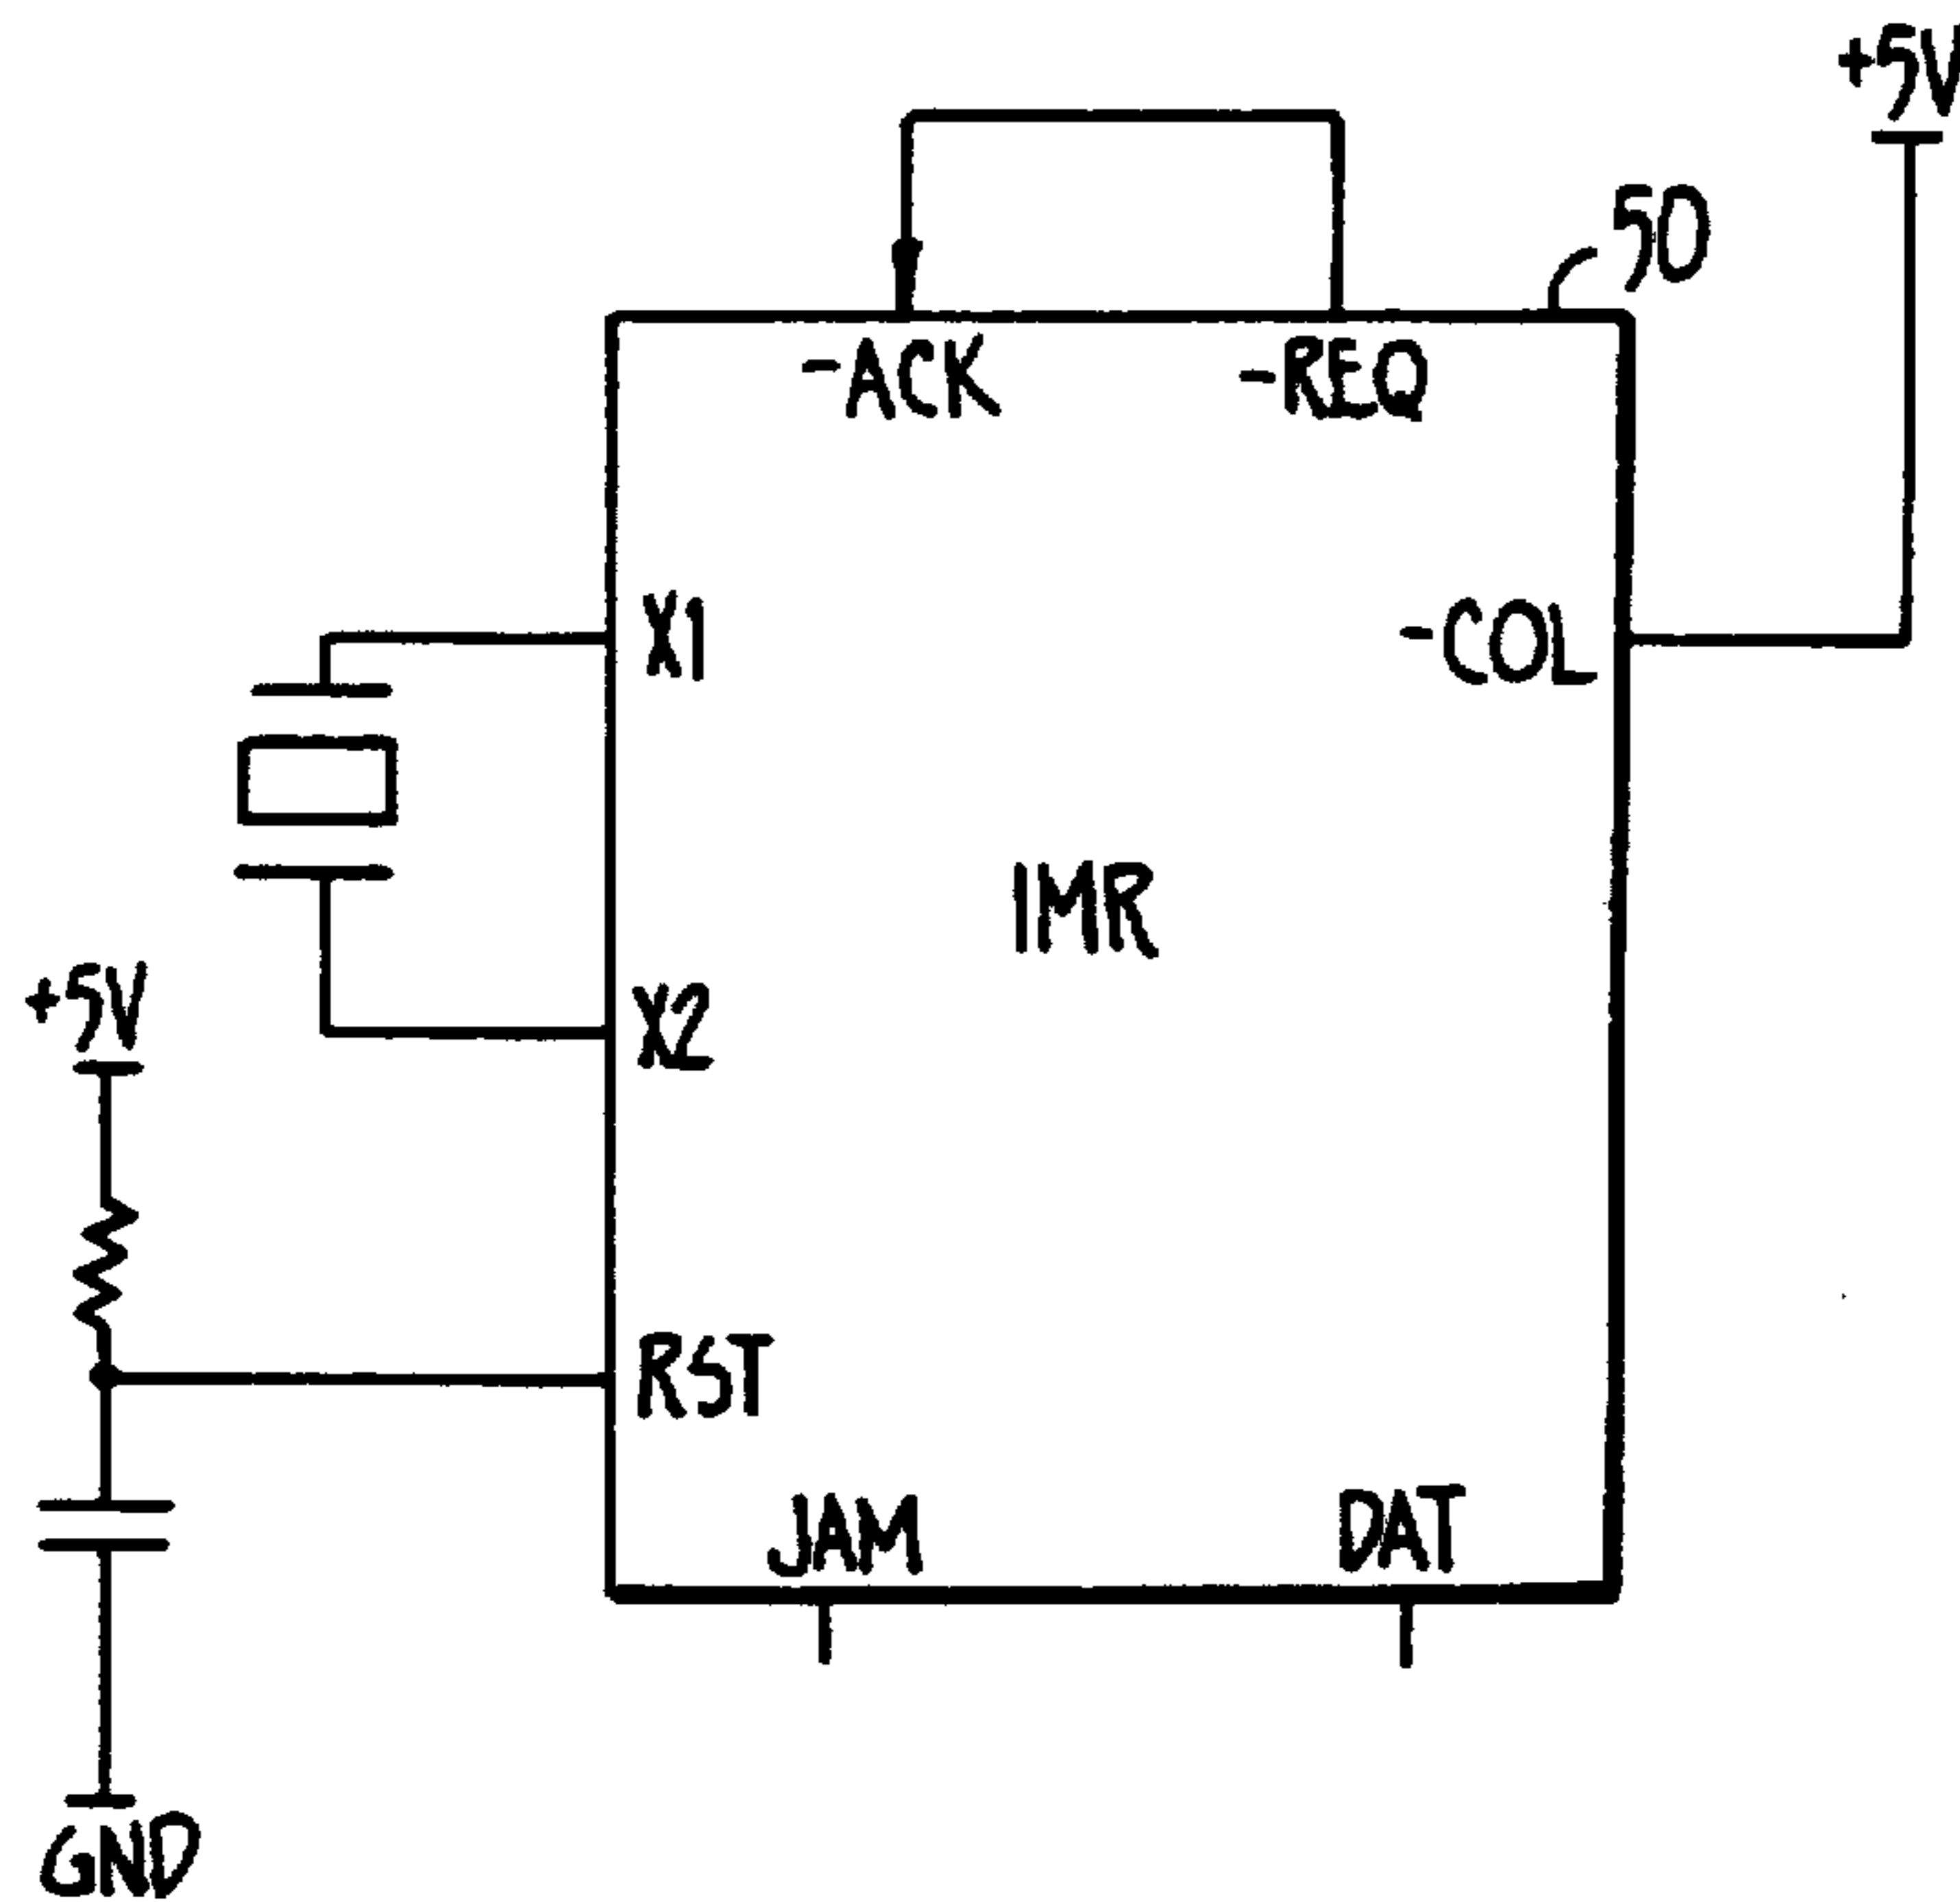 +5V
50
-ACK
-REQ
X1
-COL
IMR
+5V
X2
RST
JAM
DAT
GND